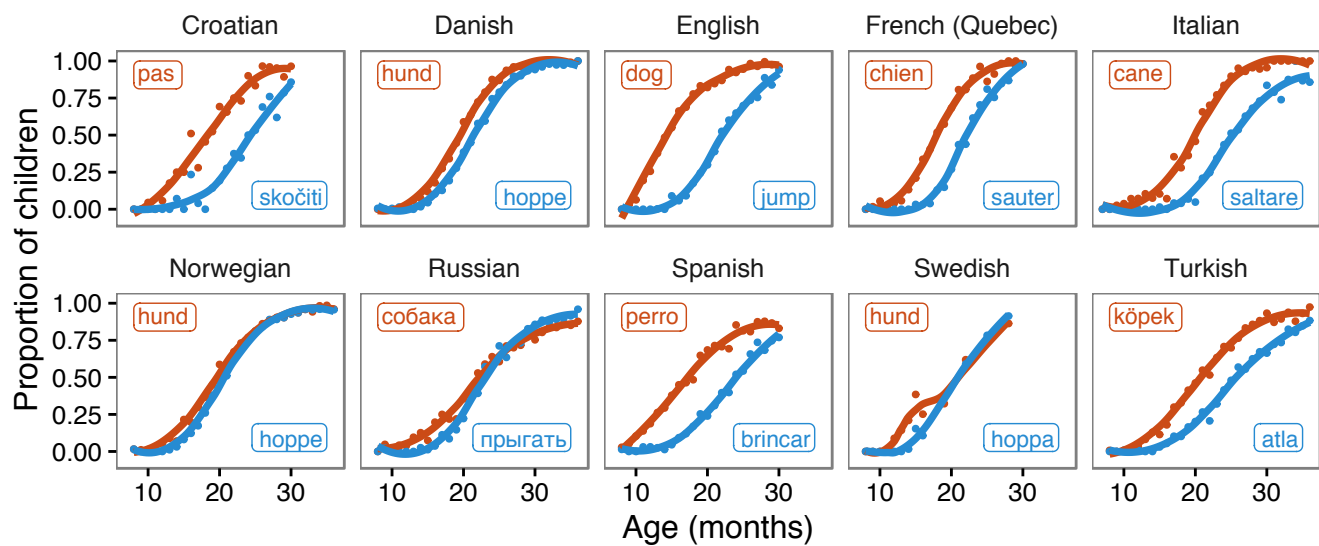 Croatian
Danish
English
French (Quebec)
Italian
1.00
0.75
0.50
0.25
0.00
pas
skočiti
hund
hoppe
dog
jump
chien
sauter
cane
saltare
Norwegian
Russian
Spanish
Swedish
Turkish
1.00
0.75
0.50
0.25
0.00
hund
hoppe
собака
прыгать
perro
brincar
hund
hoppa
köpek
atla
10 20 30
10 20 30
10 20 30
10 20 30
10 20 30
Proportion of children
Age (months)